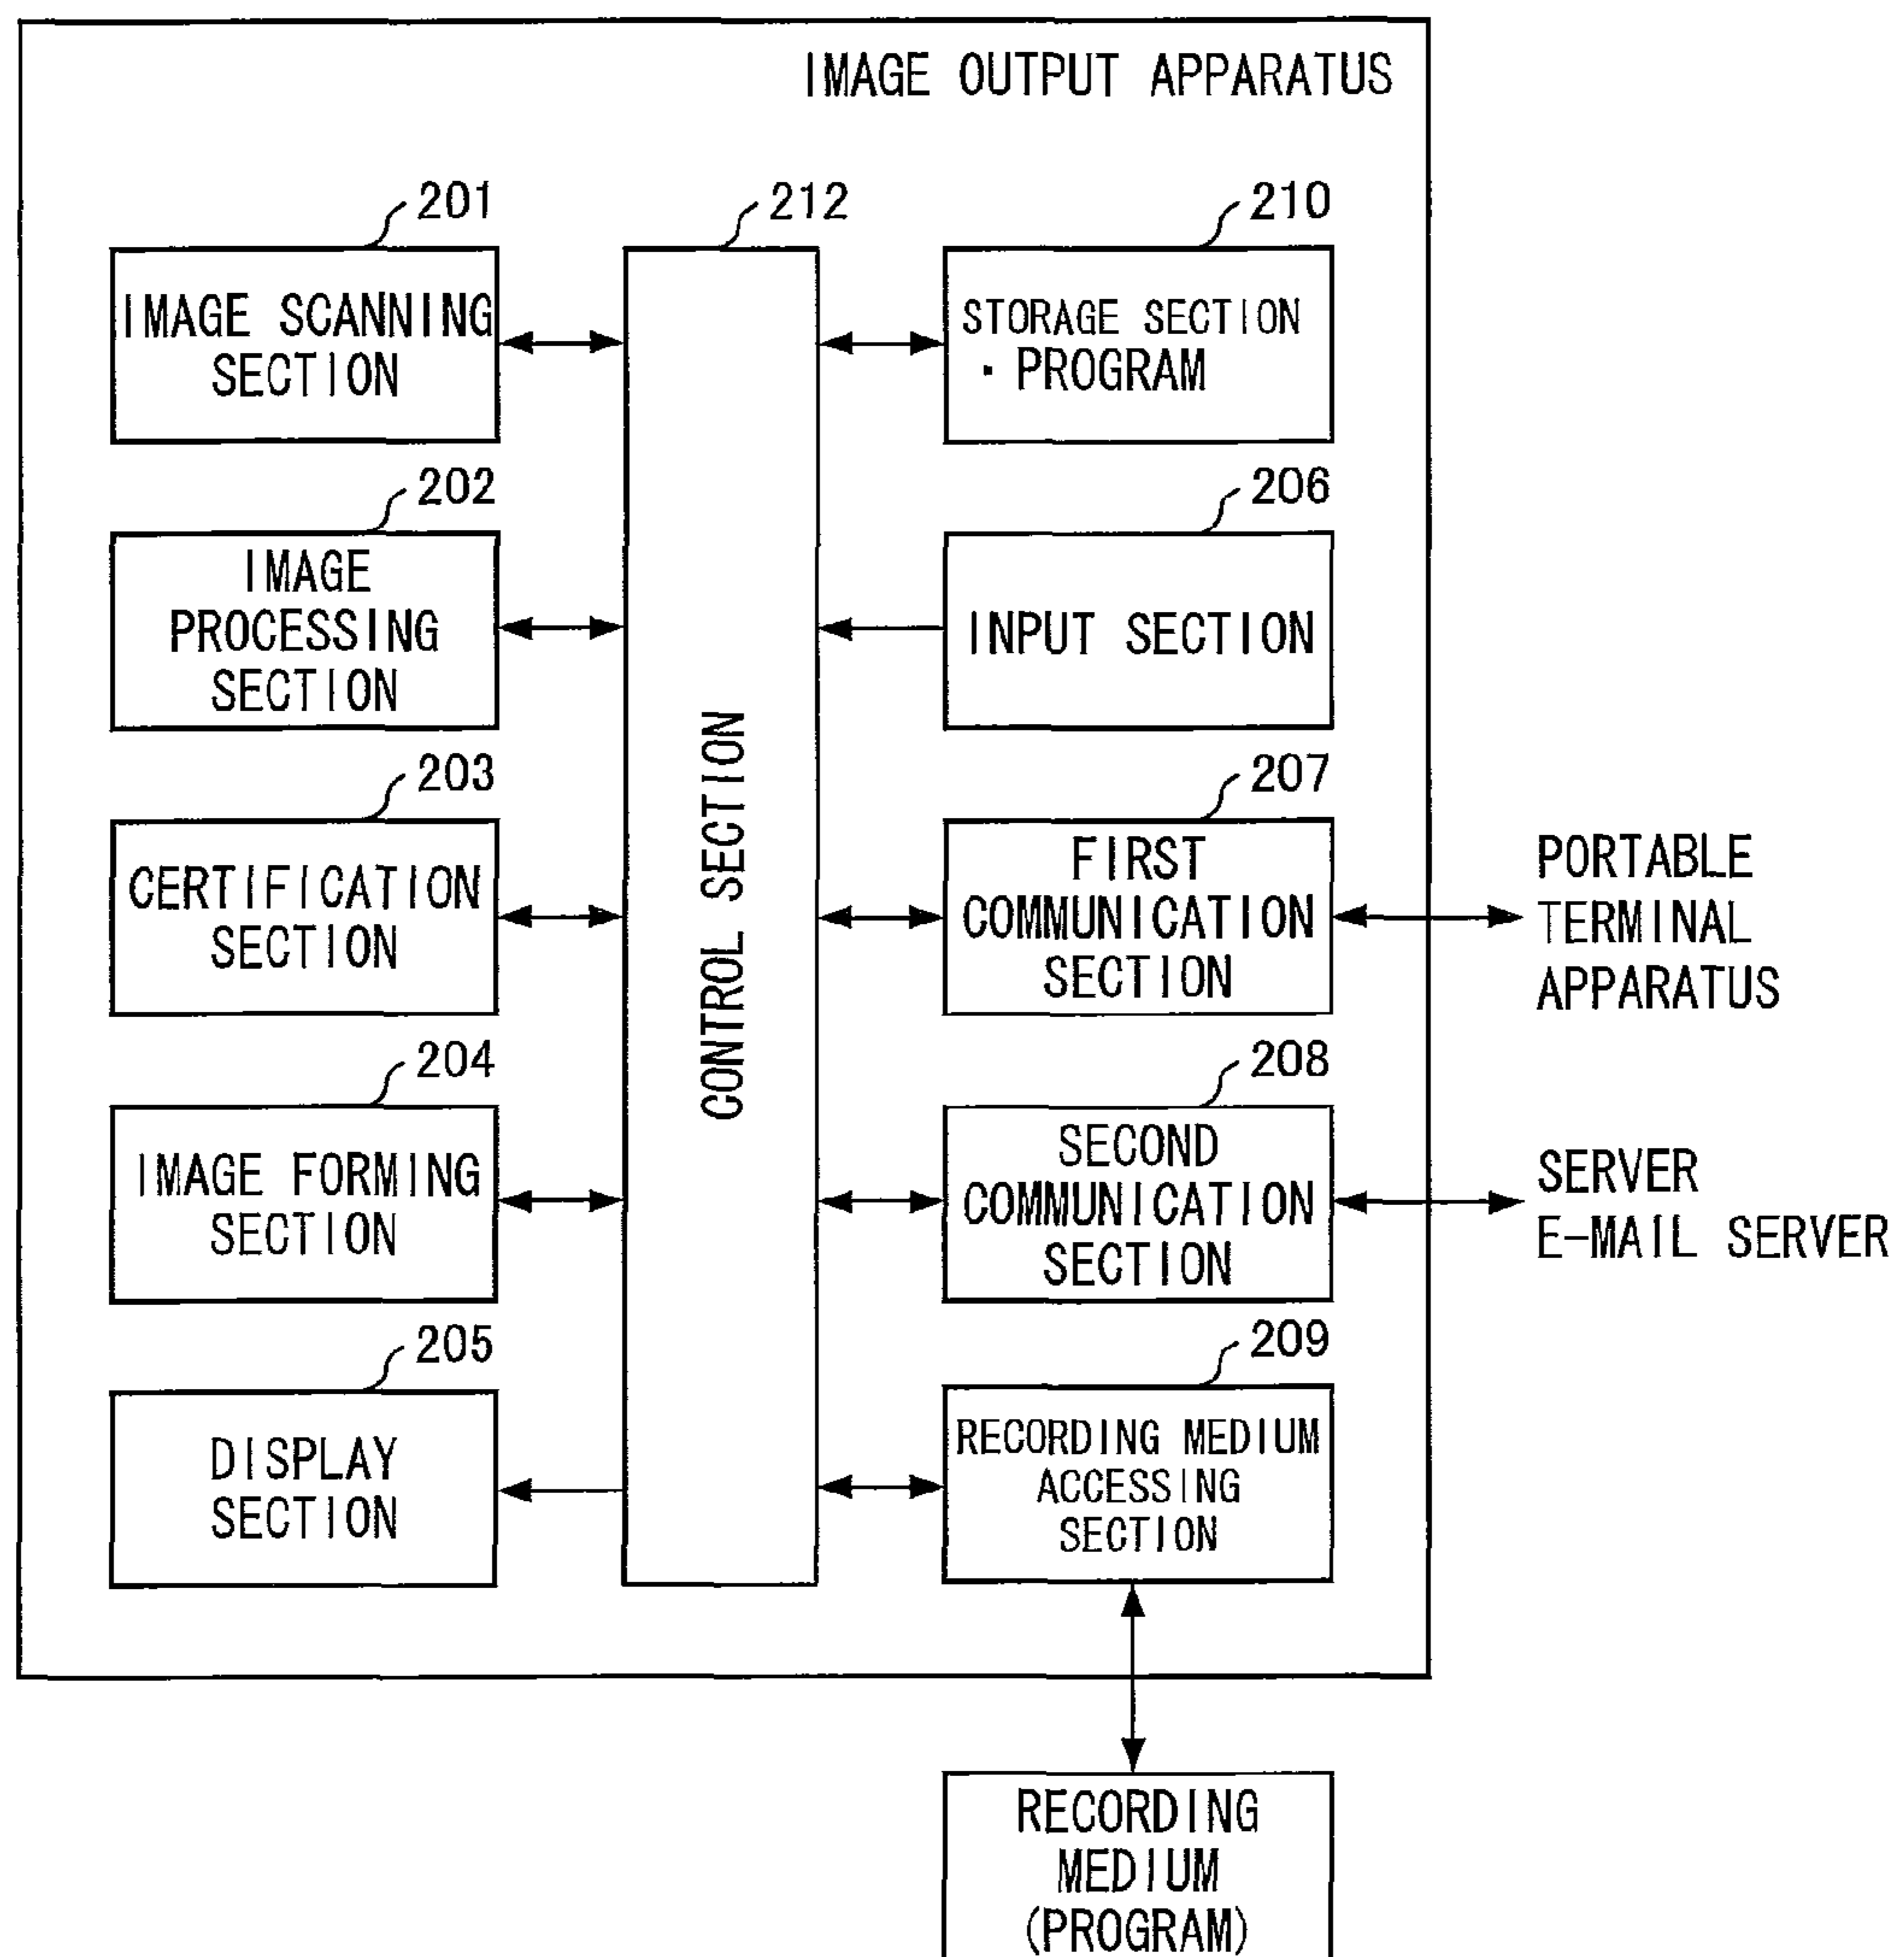 IMAGE OUTPUT APPARATUS
201
IMAGE SCANNING
SECTION
202
IMAGE
PROCESSING
SECTION
203
CERTIFICATION
SECTION
204
IMAGE FORMING
SECTION
205
DISPLAY
SECTION
212
CONTROL SECTION
210
STORAGE SECTION
・PROGRAM
206
INPUT SECTION
207
FIRST
COMMUNICATION
SECTION
PORTABLE
TERMINAL
APPARATUS
208
SECOND
COMMUNICATION
SECTION
SERVER
E-MAIL SERVER
209
RECORDING MEDIUM
ACCESSING
SECTION
RECORDING
MEDIUM
(PROGRAM)